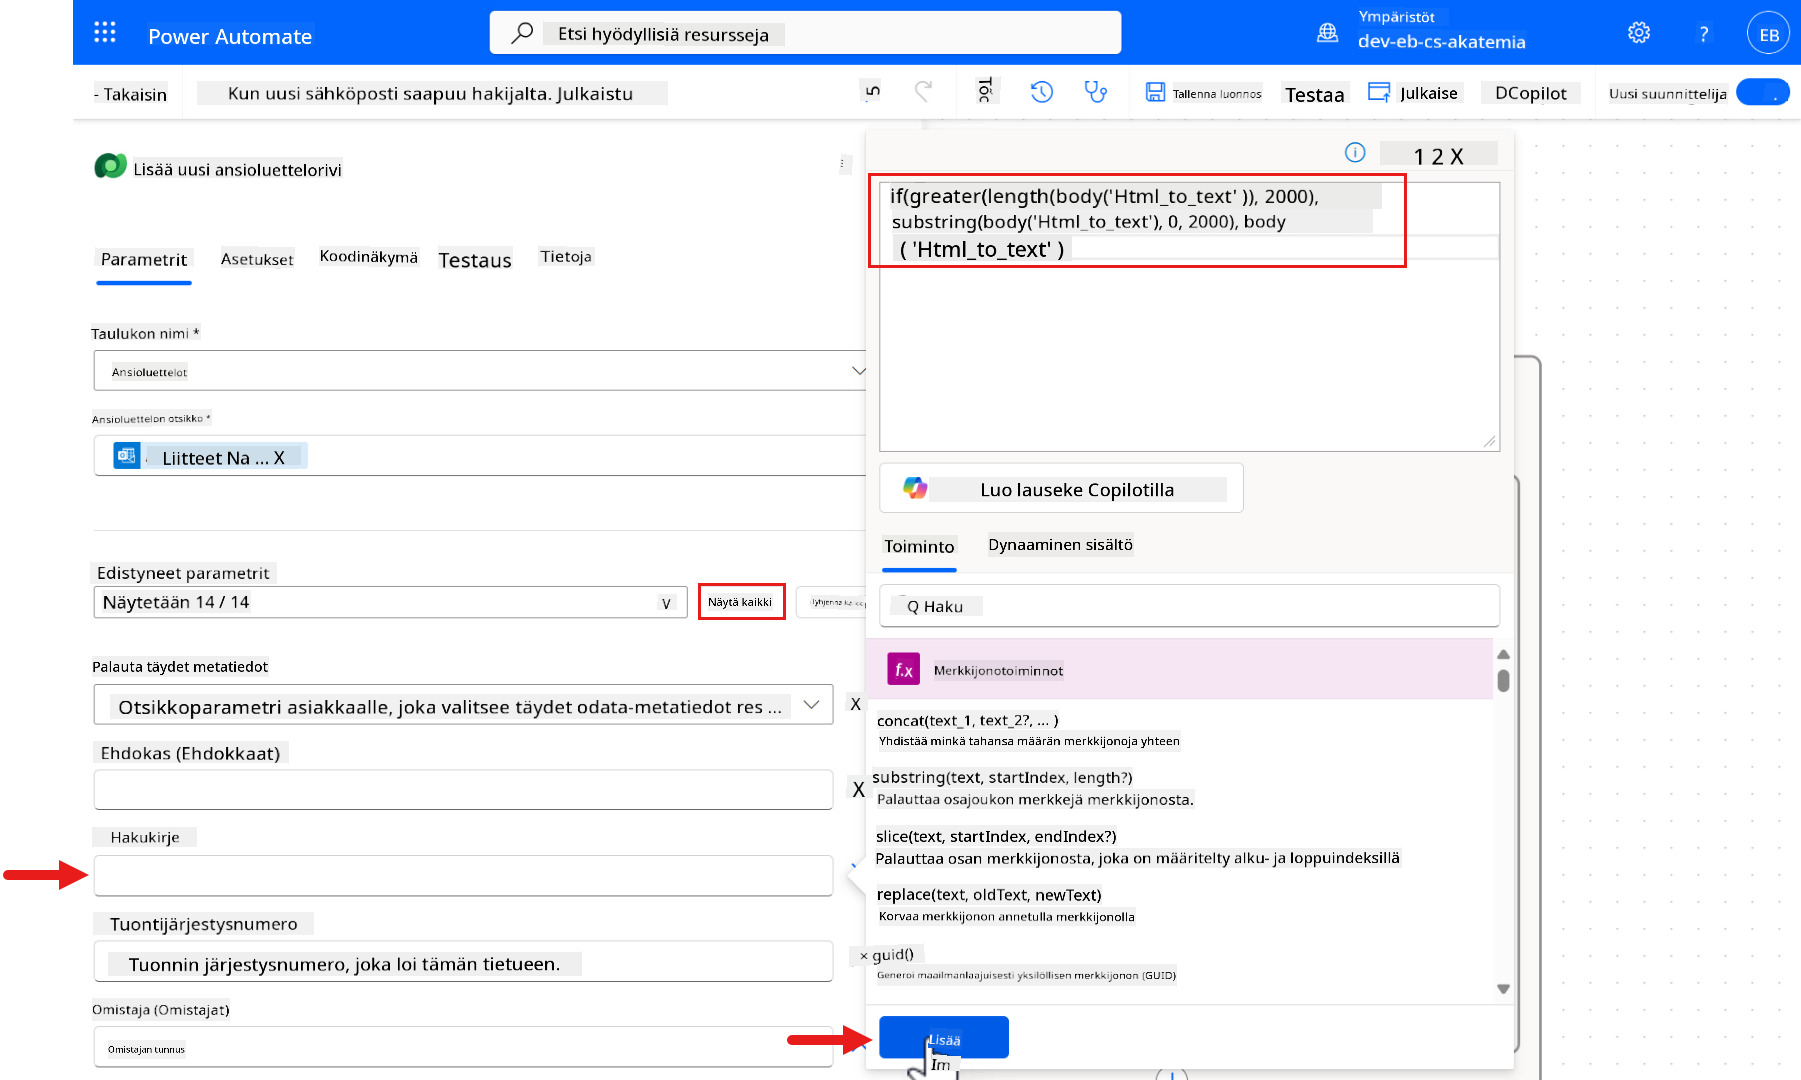 Power Automate
Etsi hyödyllisiä resursseja
Ympäristöt
dev-eb-cs-akatemia
?
EB
- Takaisin
Kun uusi sähköposti saapuu hakijalta. Julkaistu
Tallenna luonnos
Testaa
Julkaise
DCopilot
Uusi suunnittelija
Lisää uusi ansioluettelorivi
Parametrit
Asetukset
Koodinäkymä
Testaus
Tietoja
Taulukon nimi *
Ansioluettelot
Ansioluettelon otsikko *
Liitteet Na ... X
Edistyneet parametrit
Näytetään 14 / 14
V
Näytä kaikki
Palauta täydet metatiedot
Otsikkoparametri asiakkaalle, joka valitsee täydet odata-metatiedot res ...
X
Ehdokas (Ehdokkaat)
X
Hakukirje
Tuontijärjestysnumero
Tuonnin järjestysnumero, joka loi tämän tietueen.
Omistaja (Omistajat)
Omistajan tunnus
1 2 X
if(greater(length(body('Html_to_text' )), 2000),
substring(body('Html_to_text'), 0, 2000), body
( 'Html_to_text' )
Luo lauseke Copilotilla
Toiminto
Dynaaminen sisältö
Q Haku
f.x
Merkkijonotoiminnot
concat(text_1, text_2?, ... )
Yhdistää minkä tahansa määrän merkkijonoja yhteen
substring(text, startIndex, length?)
Palauttaa osajoukon merkkejä merkkijonosta.
slice(text, startIndex, endIndex?)
Palauttaa osan merkkijonosta, joka on määritelty alku- ja loppuindeksillä
replace(text, oldText, newText)
Korvaa merkkijonon annetulla merkkijonolla
× guid()
Generoi maailmanlaajuisesti yksilöllisen merkkijonon (GUID)
Lisää
Im